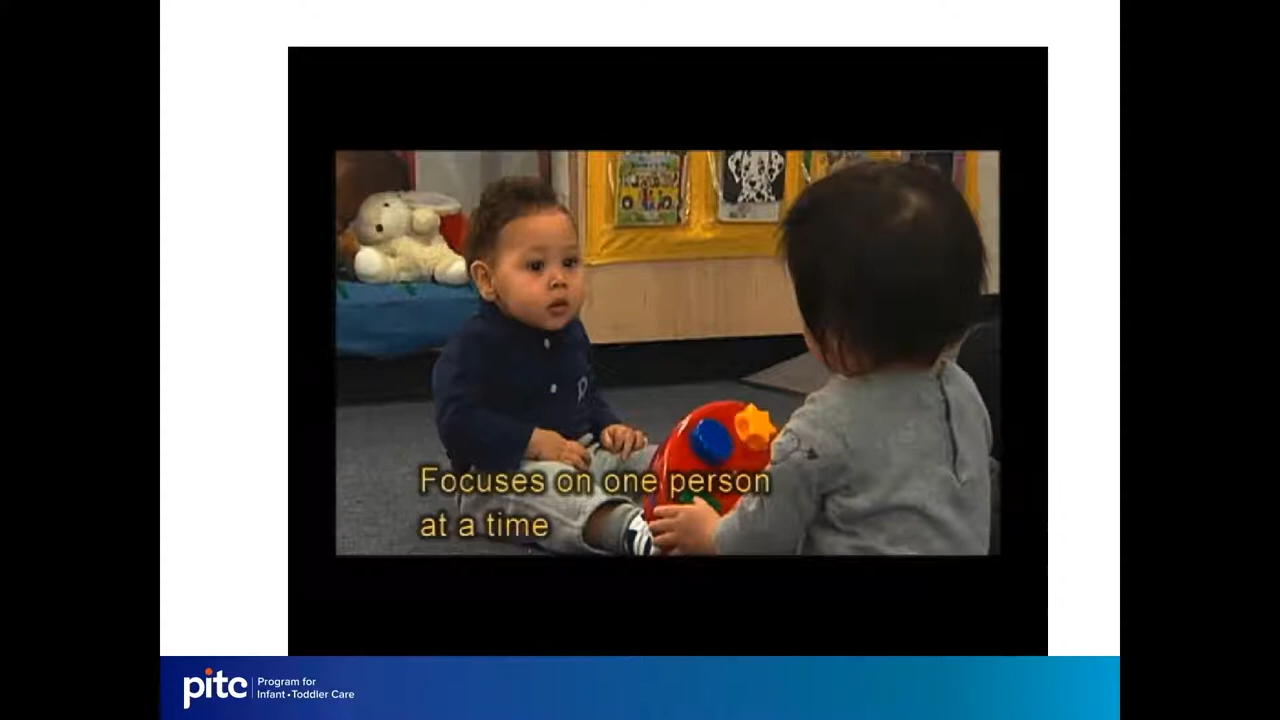 Focuses on one person
at a time
pitc
Program for
Infant•Toddler Care